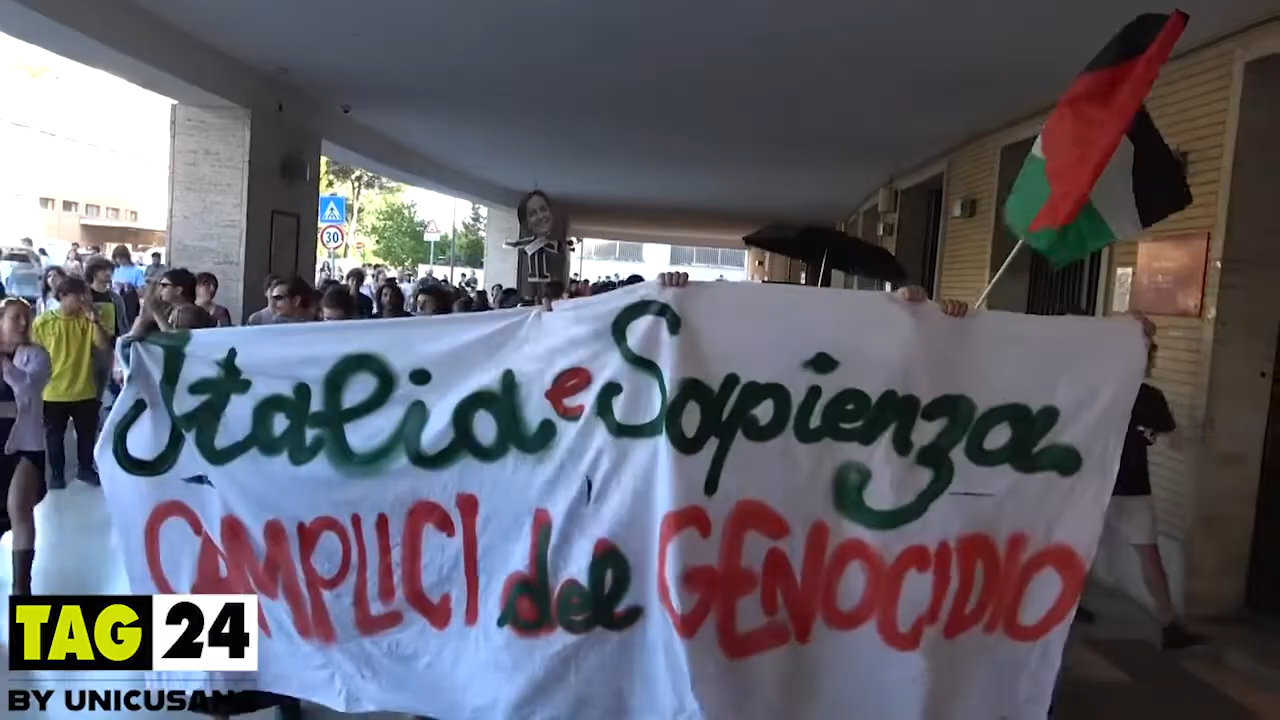 30
Italia e Sapienza
COMPLICI del GENOCIDIO
TAG 24
BY UNICUSANO